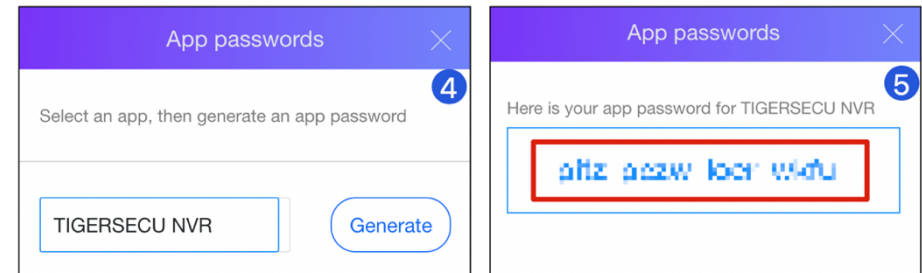 App passwords
4
Select an app, then generate an app password
TIGERSECU NVR
Generate
App passwords
5
Here is your app password for TIGERSECU NVR